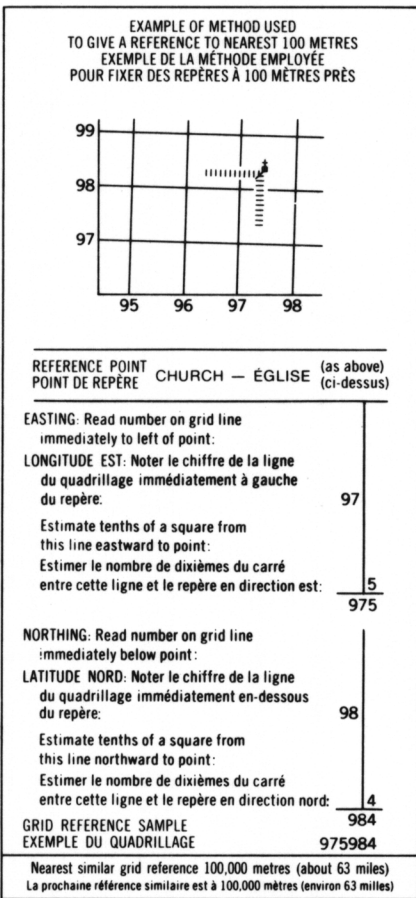 EXAMPLE OF METHOD USED
TO GIVE A REFERENCE TO NEAREST 100 METRES
EXEMPLE DE LA MÉTHODE EMPLOYÉE
POUR FIXER DES REPÈRES À 100 MÈTRES PRÈS
99
98
97
95 96 97 98
REFERENCE POINT
POINT DE REPÈRE
CHURCH — ÉGLISE
(as above)
(ci-dessus)
EASTING: Read number on grid line
immediately to left of point:
LONGITUDE EST: Noter le chiffre de la ligne
du quadrillage immédiatement à gauche
du repère: 97
Estimate tenths of a square from
this line eastward to point:
Estimer le nombre de dixièmes du carré
entre cette ligne et le repère en direction est: 5
975
NORTHING: Read number on grid line
immediately below point:
LATITUDE NORD: Noter le chiffre de la ligne
du quadrillage immédiatement en-dessous
du repère: 98
Estimate tenths of a square from
this line northward to point:
Estimer le nombre de dixièmes du carré
entre cette ligne et le repère en direction nord: 4
984
GRID REFERENCE SAMPLE
EXEMPLE DU QUADRILLAGE 975984
Nearest similar grid reference 100,000 metres (about 63 miles)
La prochaine référence similaire est à 100,000 mètres (environ 63 milles)